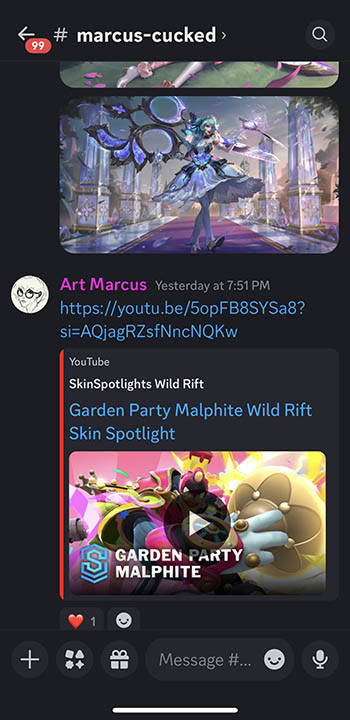 99
# marcus-cucked ›
Art Marcus Yesterday at 7:51 PM
https://youtu.be/5opFB8SYSa8?
si=AQjagRZsfNncNQKw
YouTube
SkinSpotlights Wild Rift
Garden Party Malphite Wild Rift
Skin Spotlight
GARDEN PARTY
MALPHITE
❤️ 1
Message #...